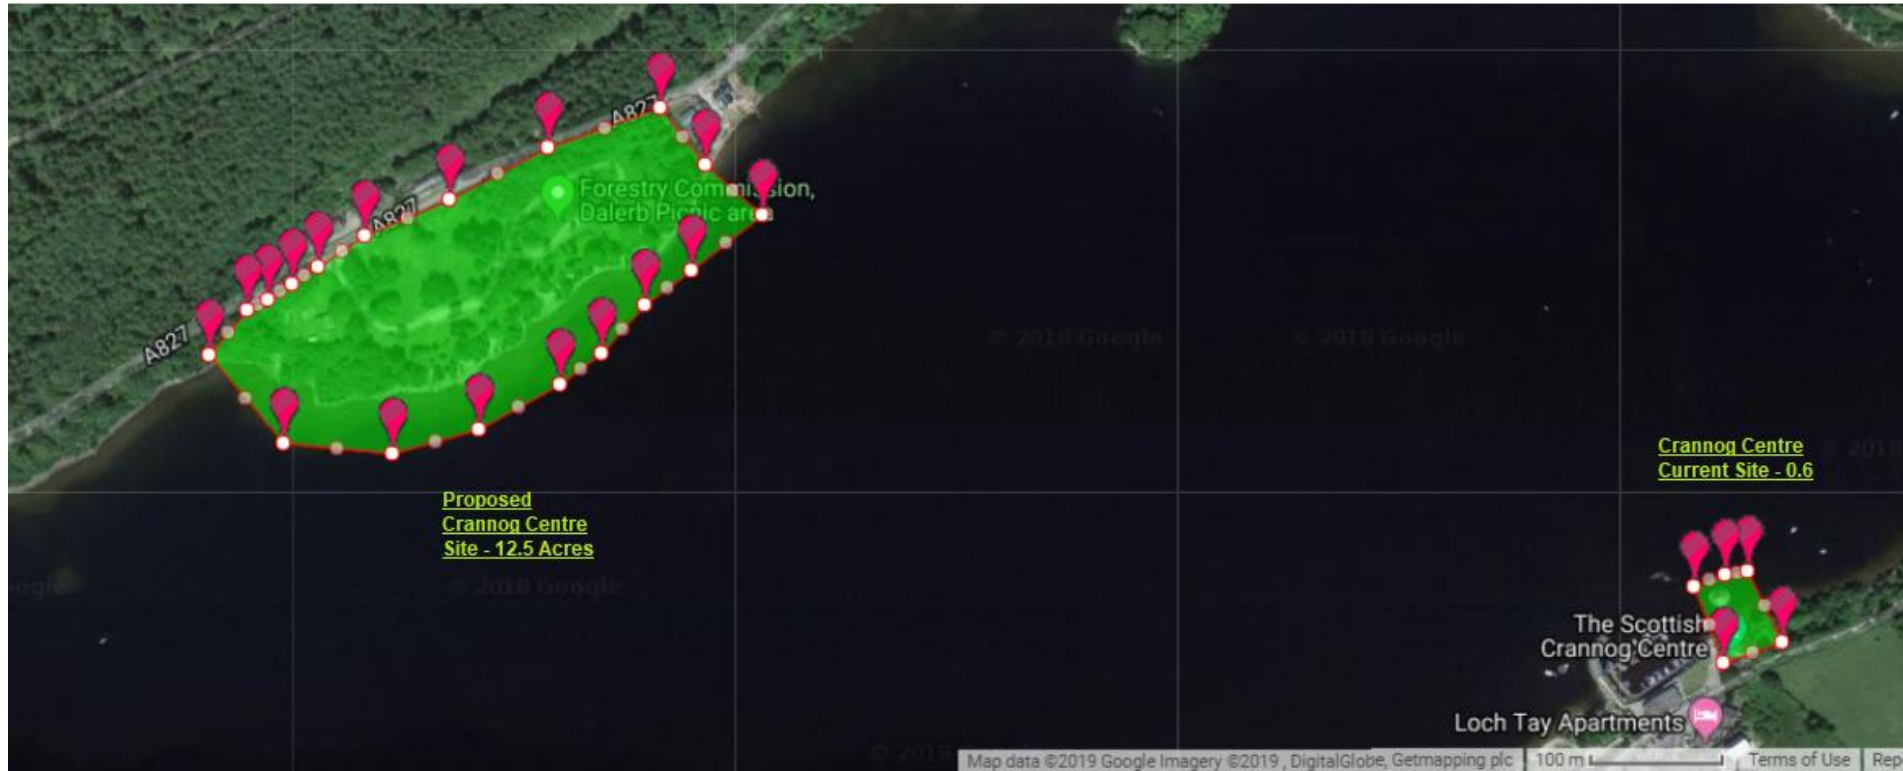 A827
A827
Forestry Commission,
Dalerb Picnic area
A827
© 2018 Google
© 2018 Google
Crannog Centre
Current Site - 0.6
© 201
Proposed
Crannog Centre
Site - 12.5 Acres
© 2018 Google
The Scottish
Crannog Centre
Loch Tay Apartments
© 2018
Map data ©2019 Google Imagery ©2019 , DigitalGlobe, Getmapping plc
100 m
Terms of Use